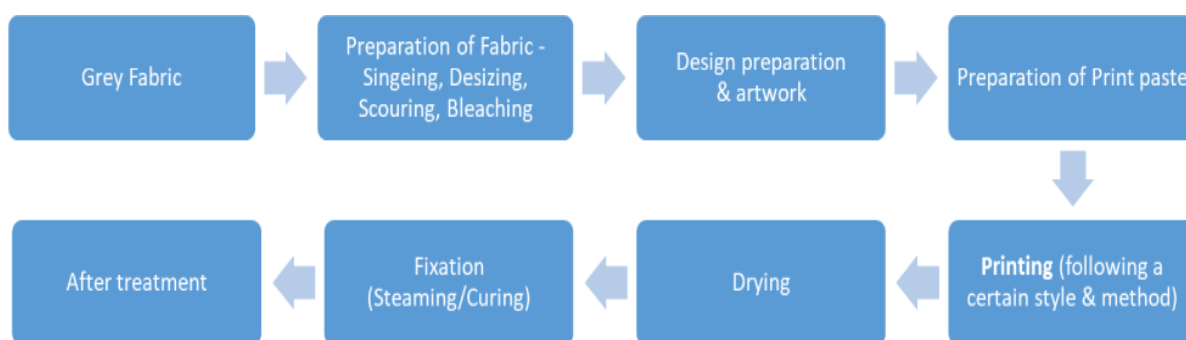 Grey Fabric
Preparation of Fabric -
Singeing, Desizing,
Scouring, Bleaching
Design preparation
& artwork
Preparation of Print paste
Printing (following a
certain style & method)
Drying
Fixation
(Steaming/Curing)
After treatment